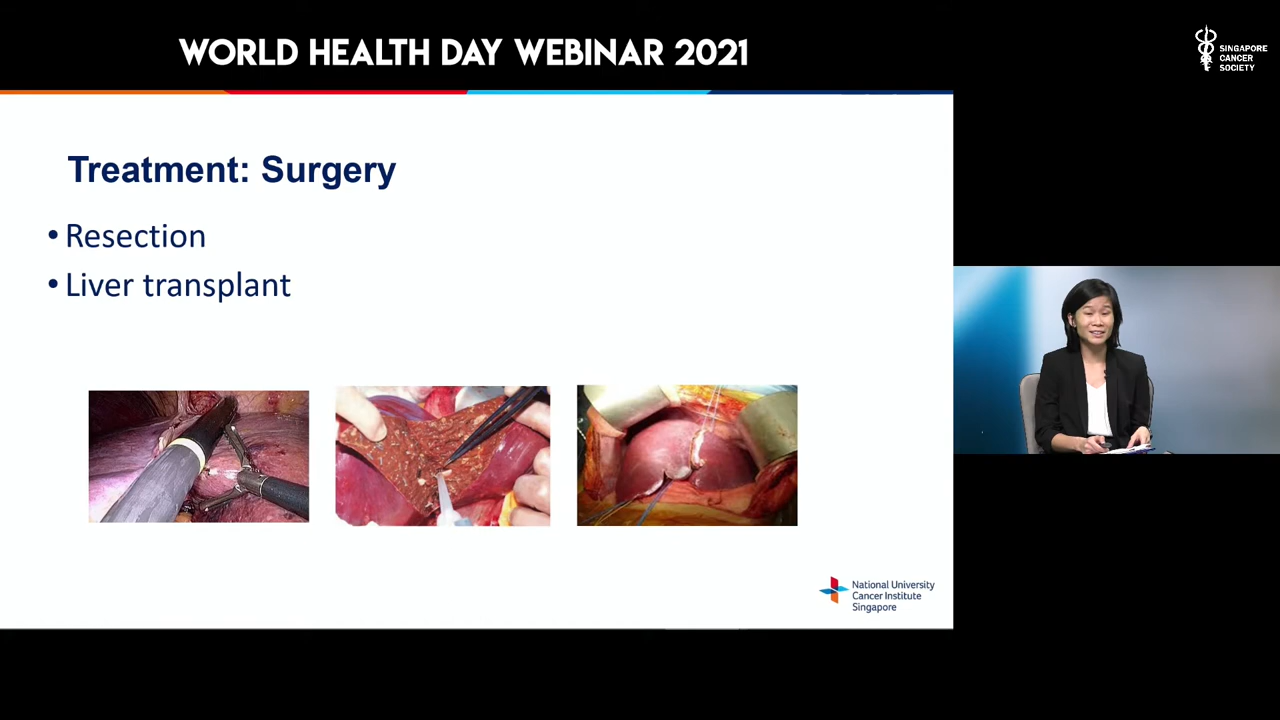 WORLD HEALTH DAY WEBINAR 2021
SINGAPORE
CANCER
SOCIETY
Treatment: Surgery
• Resection
• Liver transplant
National University
Cancer Institute
Singapore